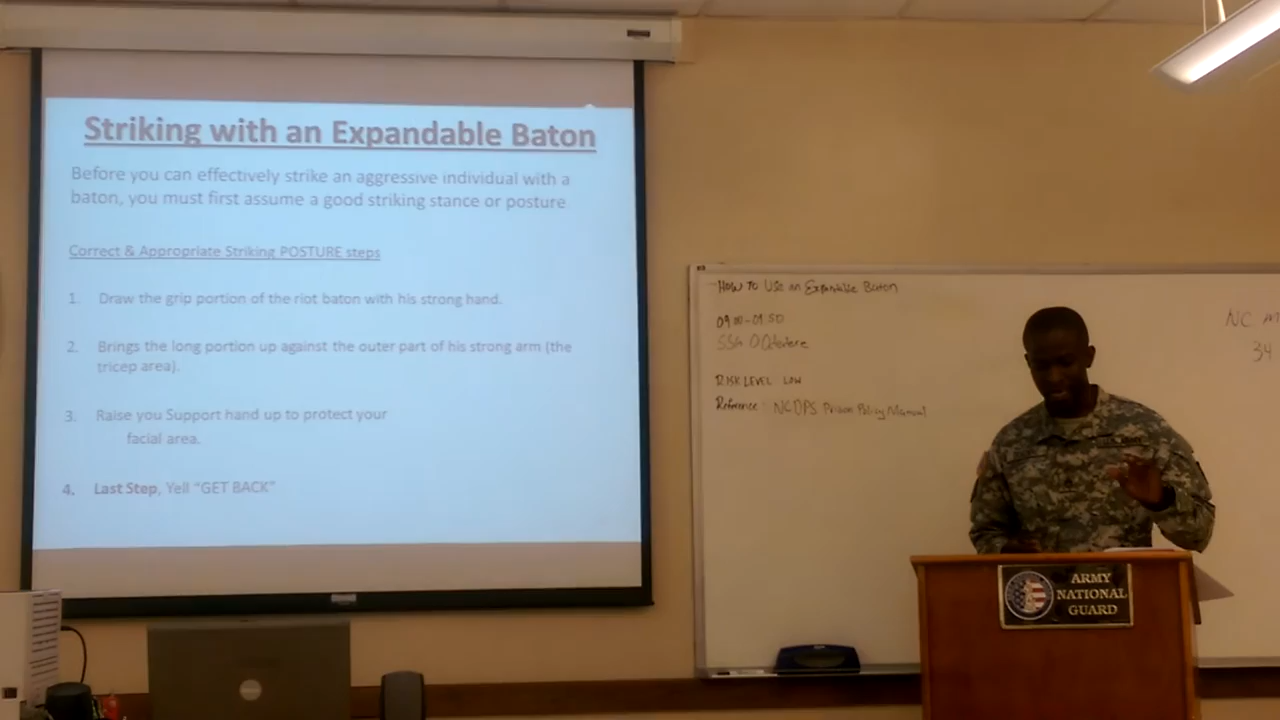 Striking with an Expandable Baton
Before you can effectively strike an aggressive individual with a
baton, you must first assume a good striking stance or posture
Correct & Appropriate Striking POSTURE steps
1. Draw the grip portion of the riot baton with his strong hand.
2. Brings the long portion up against the outer part of his strong arm (the
tricep area).
3. Raise you Support hand up to protect your
facial area.
4. Last Step, Yell “GET BACK”
How to Use an Expandable Baton
0900-0950
SSG
RISK LEVEL LOW
Reference: NCDPS Prison Policy Manual
NC
34
ARMY
NATIONAL
GUARD